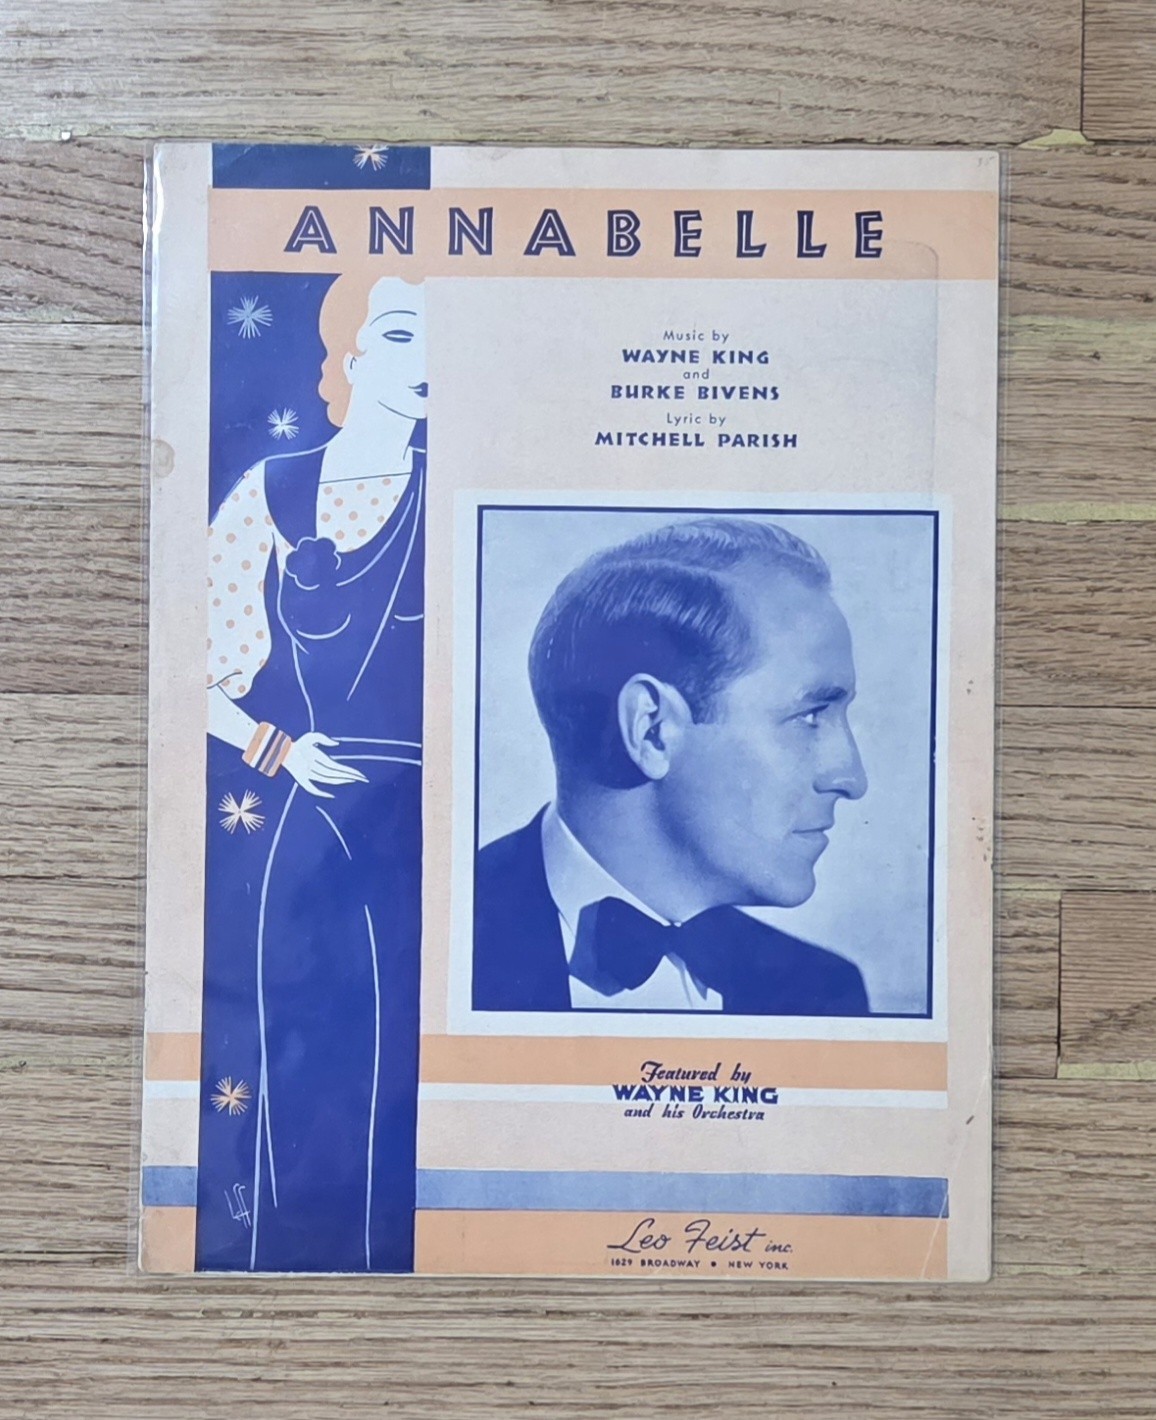 ANNABELLE
Music by
WAYNE KING
and
BURKE BIVENS
Lyric by
MITCHELL PARISH
Featured by
WAYNE KING
and his Orchestra
Leo Feist inc.
1629 BROADWAY • NEW YORK